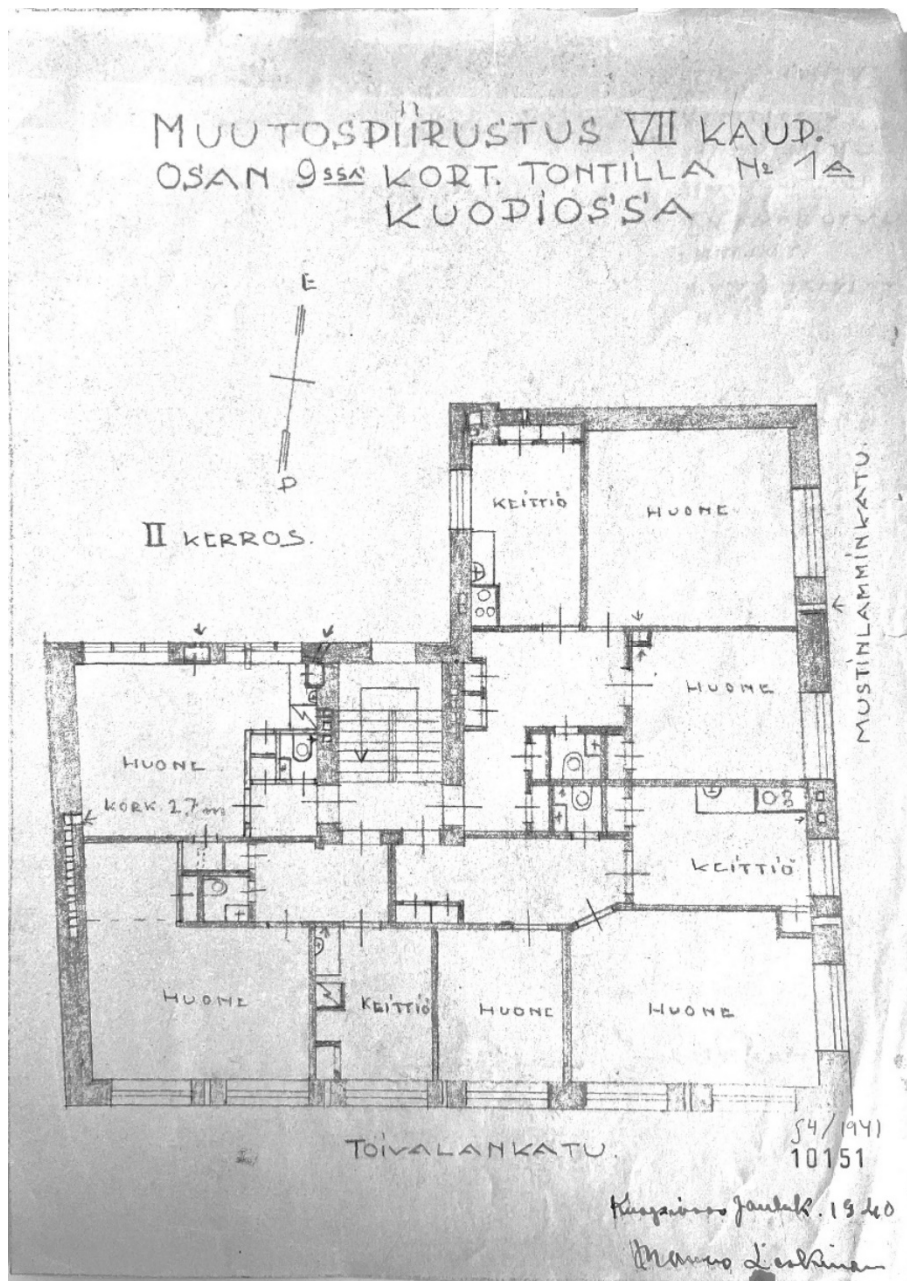 MUUTOSPIIRUSTUS VII KAUP.
OSAN 9SSÄ KORT. TONTILLA No 1A
KUOPIOSSA
E
P
II KERROS.
KEITTIÖ
HUONE
MUSTINLAMMINKATU.
HUONE
HUONE
KORK. 2,7 m
KEITTIÖ
HUONE
KEITTIÖ
HUONE
HUONE
TOIVALANKATU.
54/1941
10151
Kuopiossa Jouluk. 1940